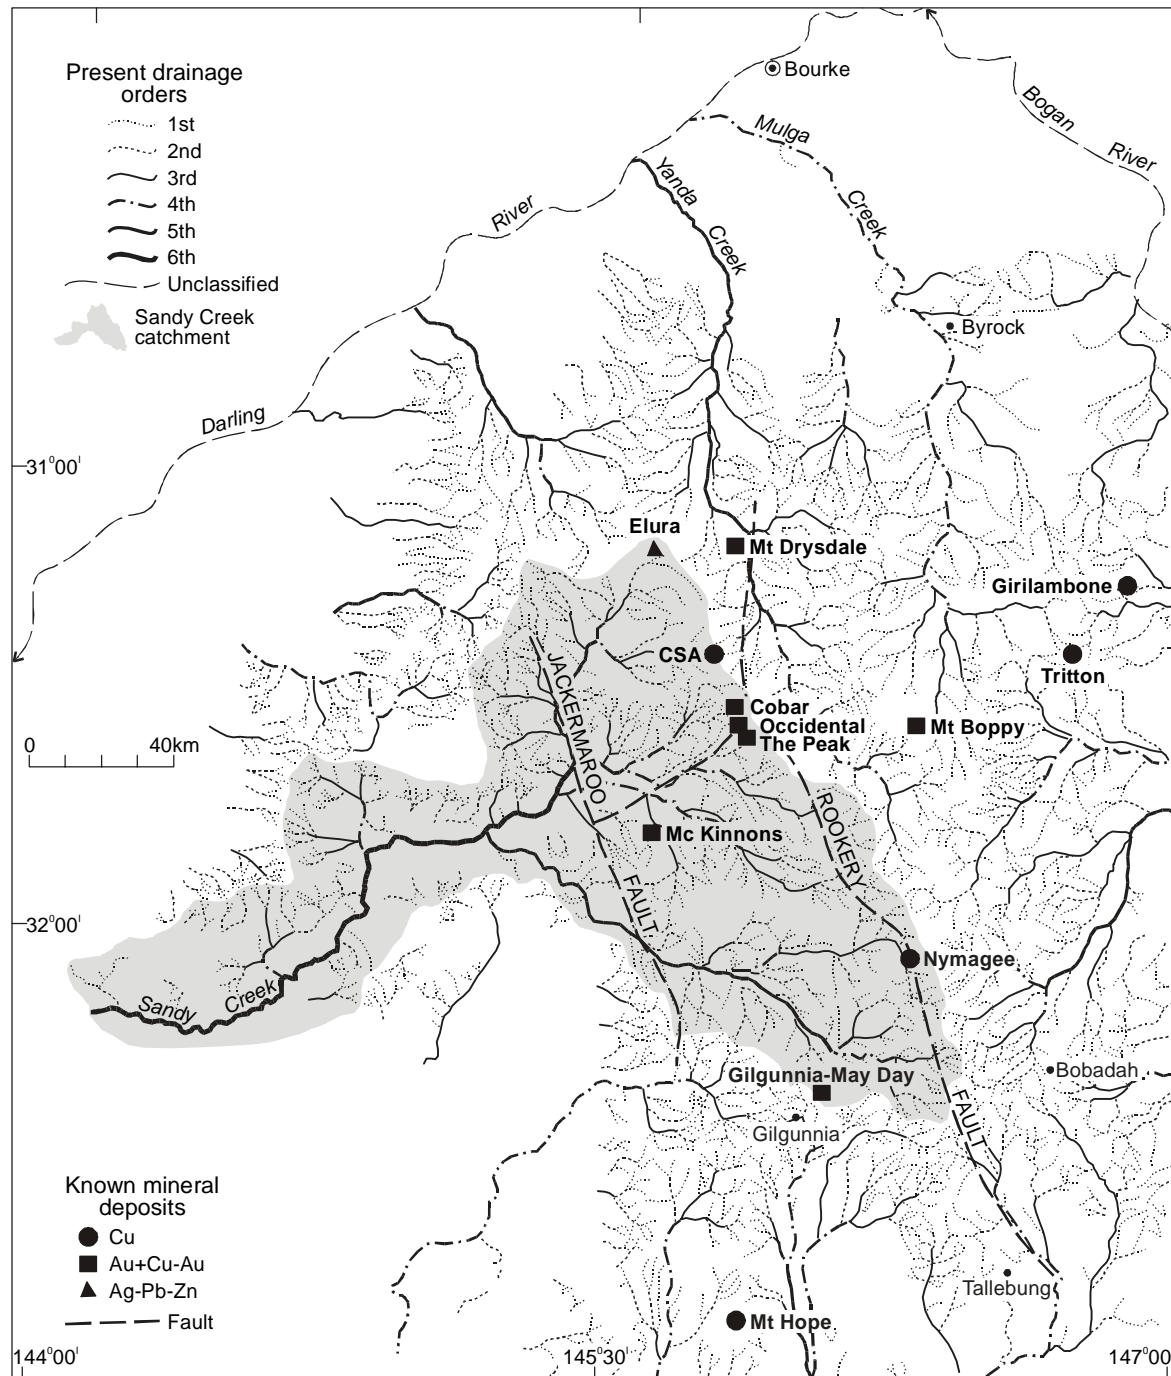 Present drainage
orders
1st
2nd
3rd
4th
5th
6th
Unclassified
Sandy Creek
catchment
Bourke
Bogan
River
Mulga
Creek
Yanda
Creek
River
Darling
Byrock
31°00'
Elura
Mt Drysdale
Girilambone
CSA
Tritton
JACKERMAROO
FAULT
Cobar
Occidental
The Peak
Mt Boppy
0 40km
ROOKERY
FAULT
Mc Kinnons
32°00'
Nymagee
Sandy
Creek
Gilgunnia-May Day
Bobadah
Gilgunnia
Known mineral
deposits
Cu
Au+Cu-Au
Ag-Pb-Zn
Fault
Tallebung
Mt Hope
144°00'
145°30'
147°00